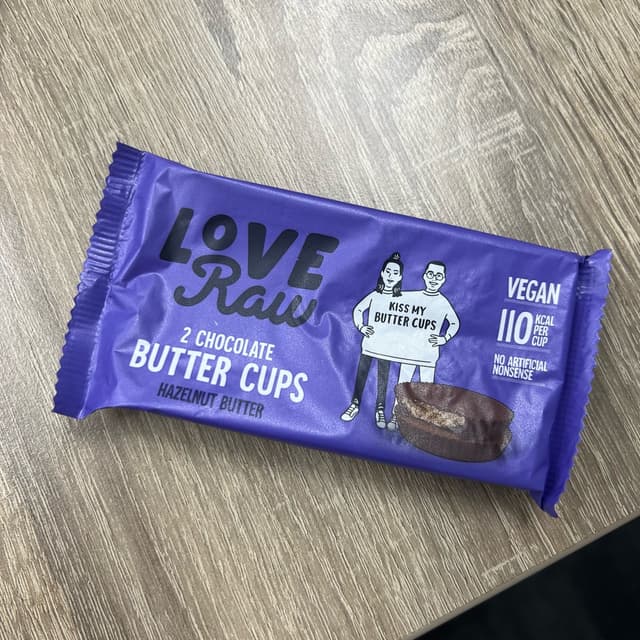 LOVE
Raw
2 CHOCOLATE
BUTTER CUPS
HAZELNUT BUTTER
KISS MY
BUTTER CUPS
VEGAN
110 KCAL
PER
CUP
NO ARTIFICIAL
NONSENSE